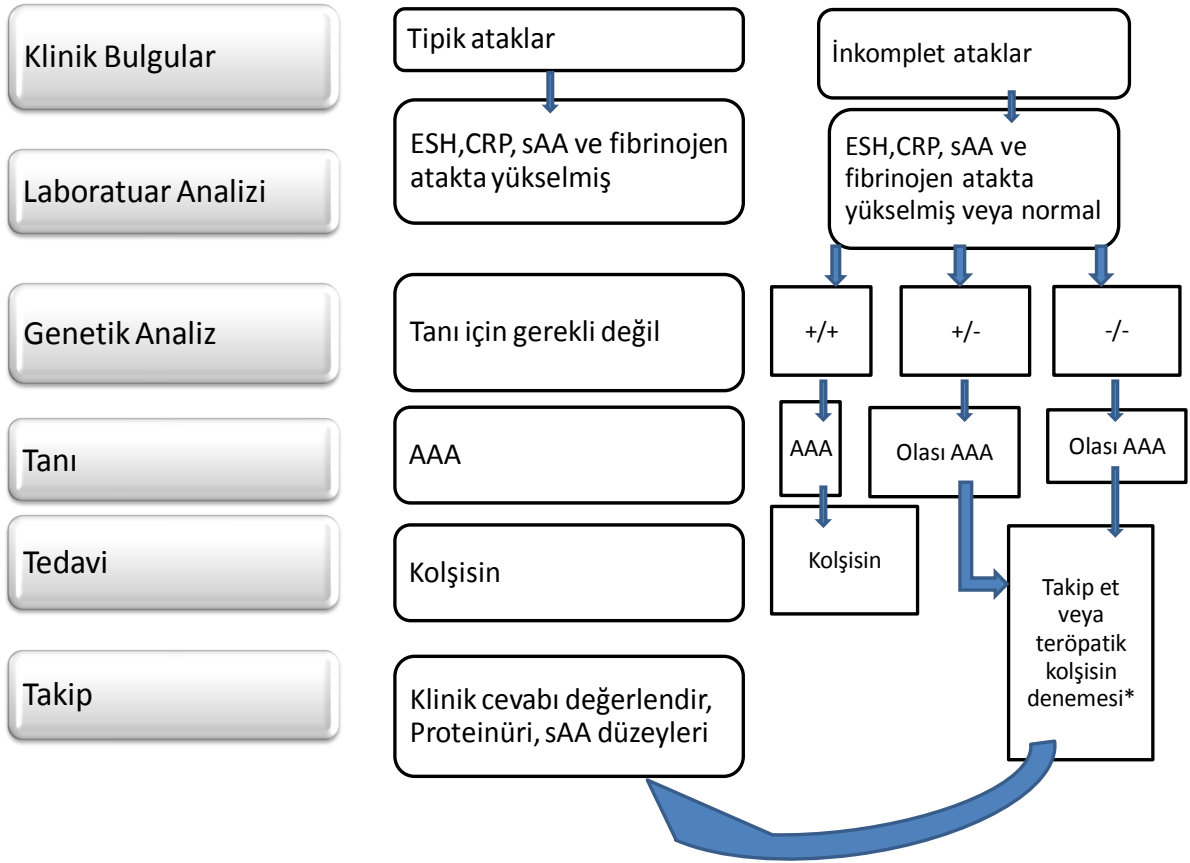 Klinik Bulgular
Tipik ataklar
İnkomplet ataklar
Laboratuar Analizi
ESH,CRP, sAA ve fibrinojen
atakta yükselmiş
ESH,CRP, sAA ve
fibrinojen atakta
yükselmiş veya normal
Genetik Analiz
Tanı için gerekli değil
+/+
+/-
-/-
Tanı
AAA
AAA
Olası AAA
Olası AAA
Tedavi
Kolşisin
Kolşisin
Takip et
veya
teröpatik
kolşisin
denemesi*
Takip
Klinik cevabı değerlendir,
Proteinüri, sAA düzeyleri